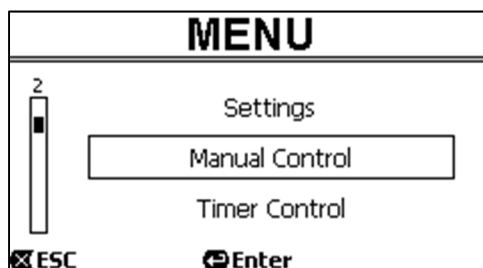 MENU
2
Settings
Manual Control
Timer Control
ESC
Enter